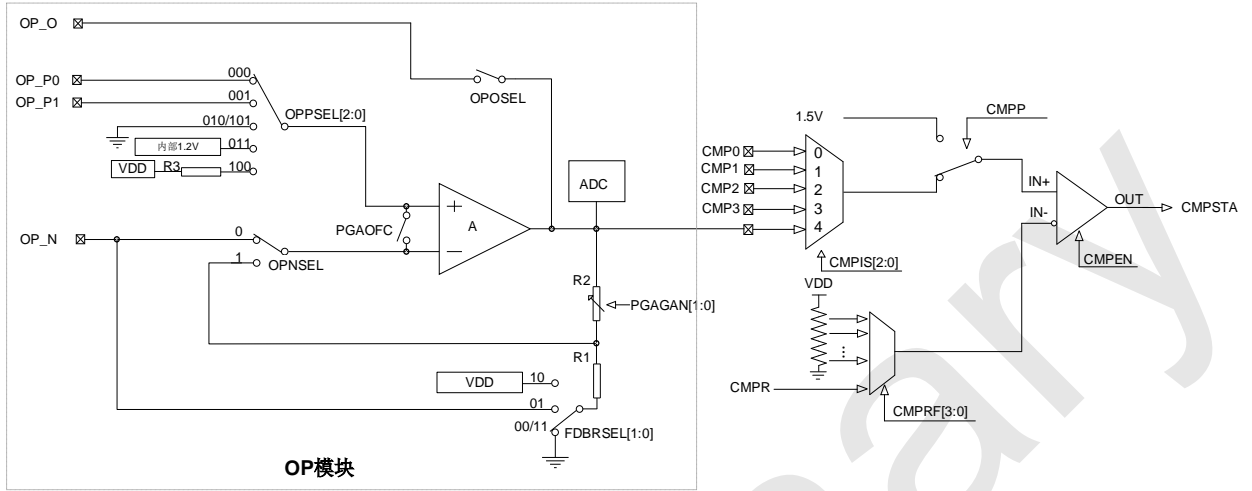 OP_O
OP_P0
OP_P1
000
001
010/101
内部1.2V
011
VDD
R3
100
OPPSEL[2:0]
OPOSEL
OP_N
0
1
OPNSEL
PGAOFC
+
A
−
ADC
R2
PGAGAN[1:0]
R1
VDD
10
01
00/11
FDBRSEL[1:0]
OP模块
1.5V
CMPP
CMP0
CMP1
CMP2
CMP3
0
1
2
3
4
CMPIS[2:0]
IN+
IN-
OUT
CMPSTA
CMPEN
VDD
...
CMPR
CMPRF[3:0]
ary